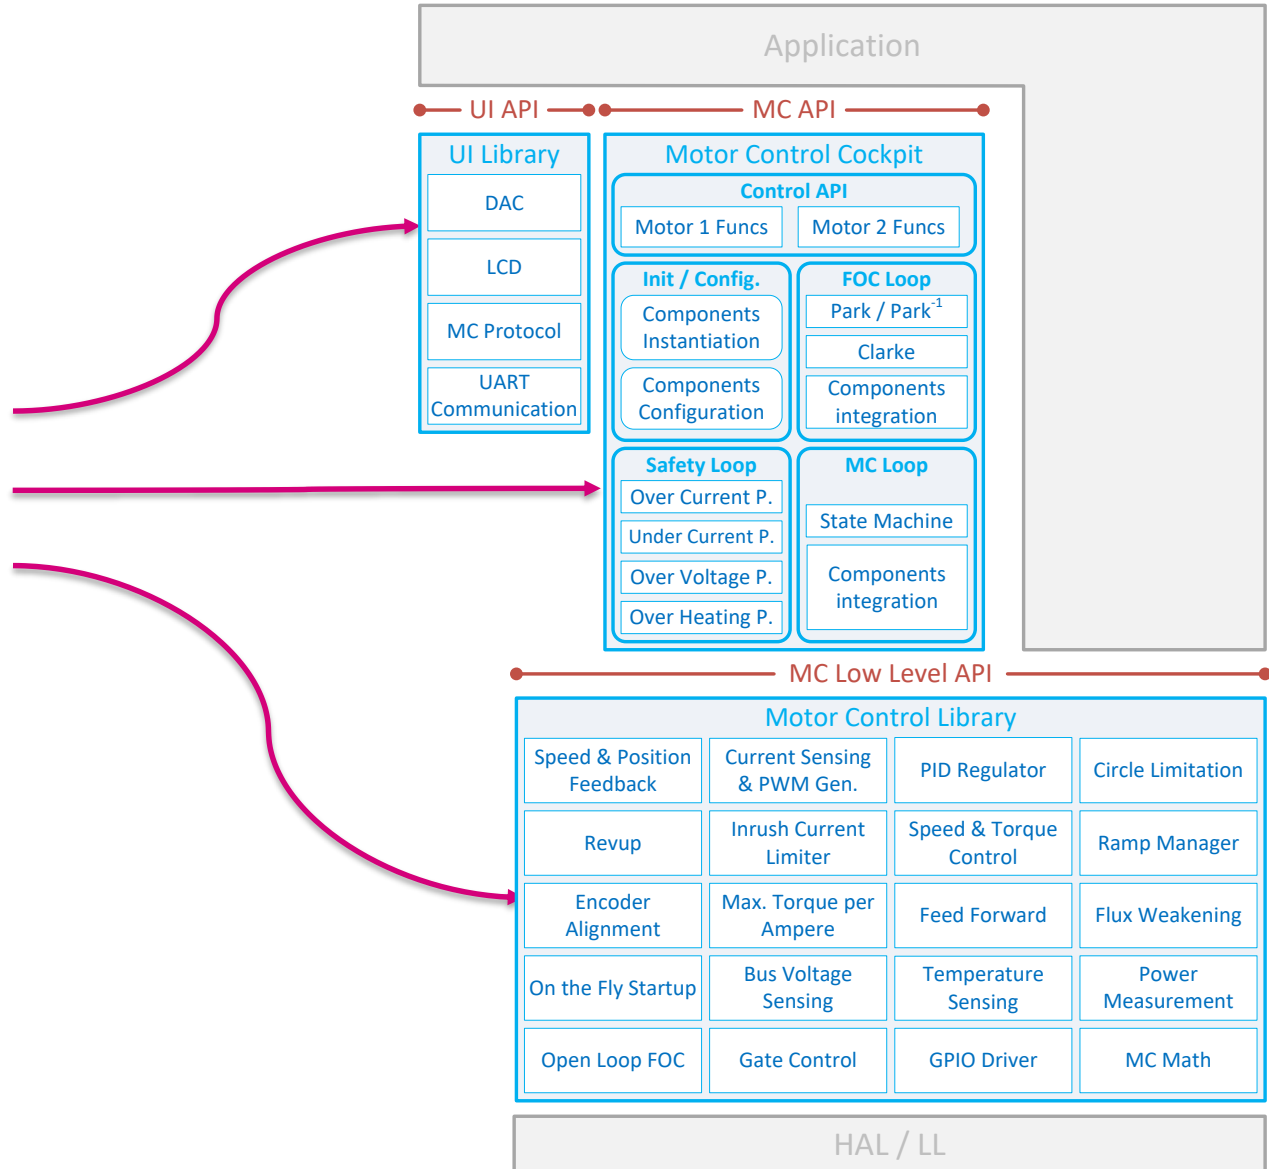 Application
UI API
MC API
UI Library
DAC
LCD
MC Protocol
UART
Communication
Motor Control Cockpit
Control API
Motor 1 Funcs
Motor 2 Funcs
Init / Config.
Components
Instantiation
Components
Configuration
FOC Loop
Park / Park⁻¹
Clarke
Components
integration
Safety Loop
Over Current P.
Under Current P.
Over Voltage P.
Over Heating P.
MC Loop
State Machine
Components
integration
MC Low Level API
Motor Control Library
Speed & Position
Feedback
Current Sensing
& PWM Gen.
PID Regulator
Circle Limitation
Revup
Inrush Current
Limiter
Speed & Torque
Control
Ramp Manager
Encoder
Alignment
Max. Torque per
Ampere
Feed Forward
Flux Weakening
On the Fly Startup
Bus Voltage
Sensing
Temperature
Sensing
Power
Measurement
Open Loop FOC
Gate Control
GPIO Driver
MC Math
HAL / LL